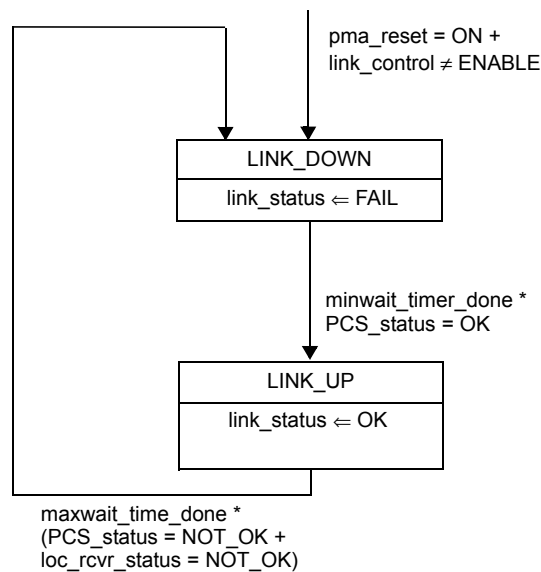 pma_reset = ON +
link_control ≠ ENABLE
LINK_DOWN
link_status ⇐ FAIL
minwait_timer_done *
PCS_status = OK
LINK_UP
link_status ⇐ OK
maxwait_time_done *
(PCS_status = NOT_OK +
loc_rcvr_status = NOT_OK)